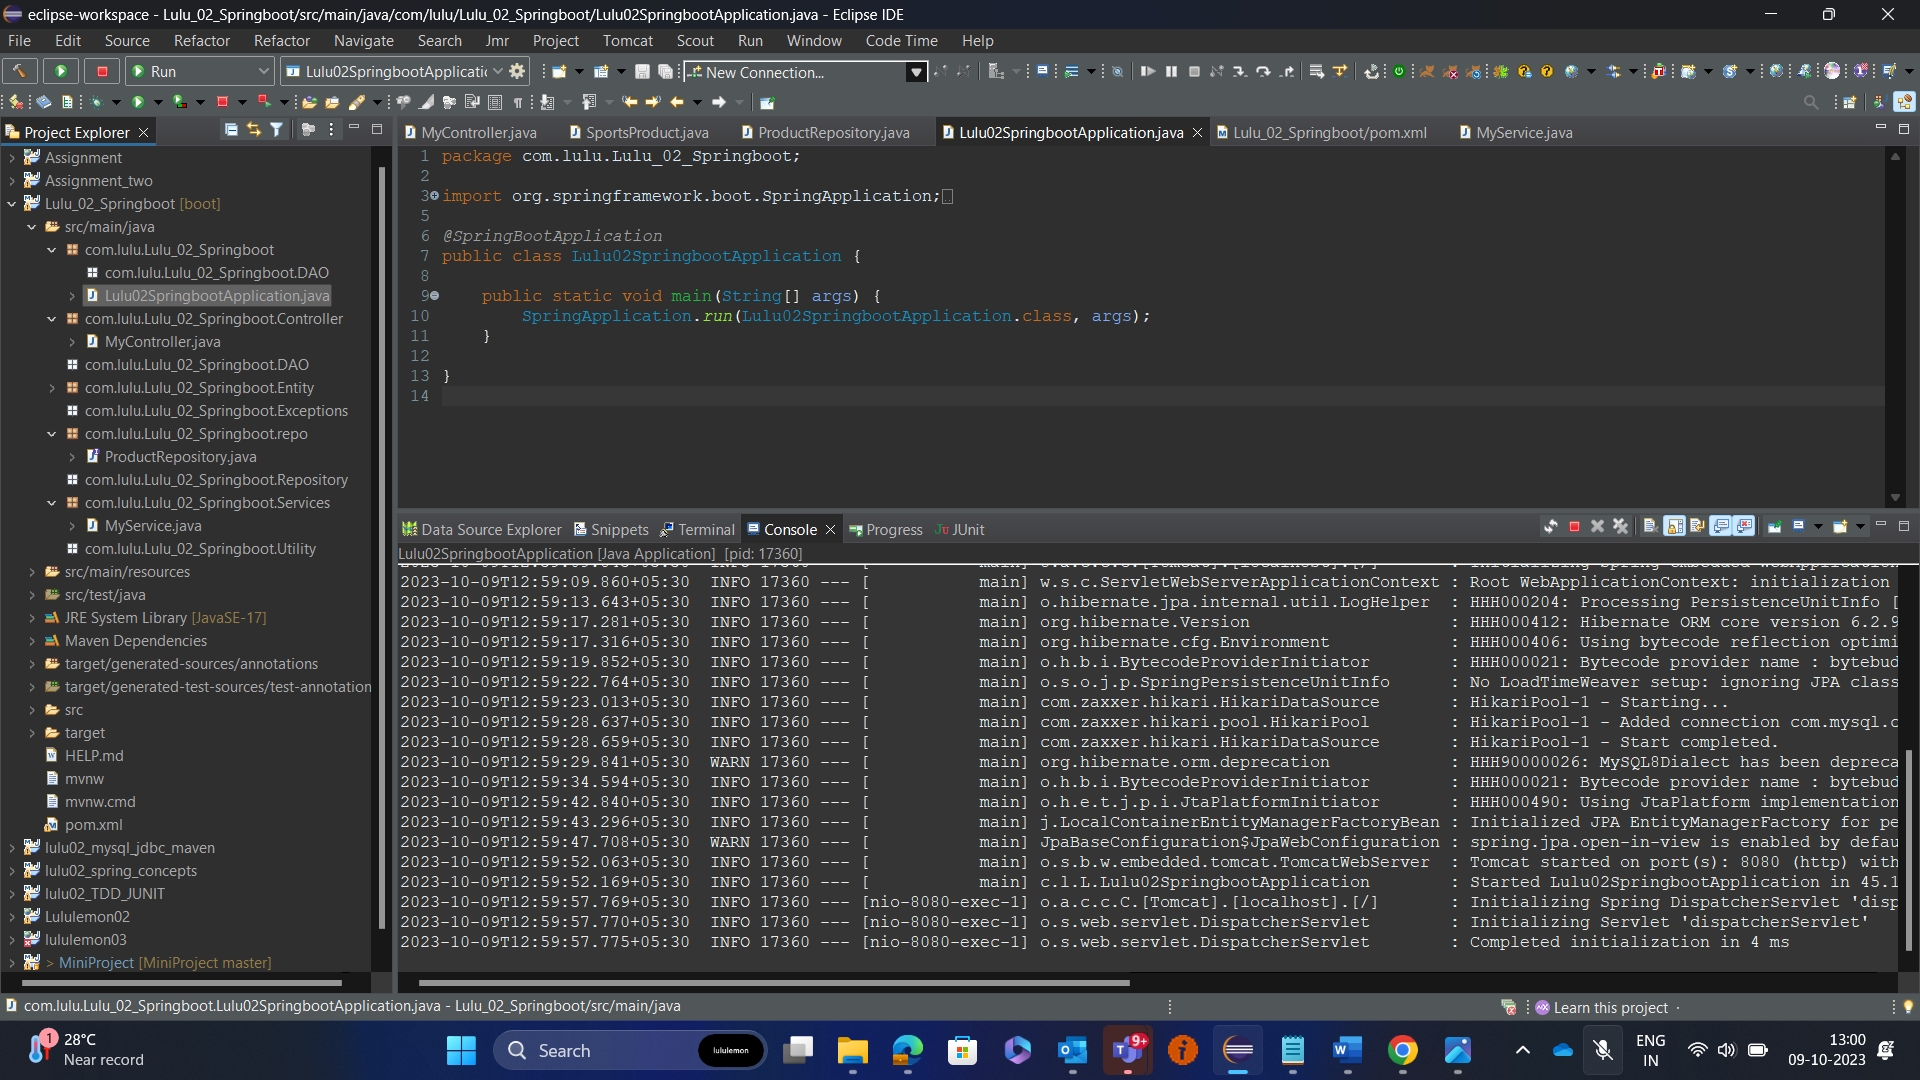 eclipse-workspace - Lulu_02_Springboot/src/main/java/com/lulu/Lulu_02_Springboot/Lulu02SpringbootApplication.java - Eclipse IDE
File Edit Source Refactor Refactor Navigate Search Jmr Project Tomcat Scout Run Window Code Time Help
Run
Lulu02SpringbootApplicatic
New Connection...
Project Explorer
Assignment
Assignment_two
Lulu_02_Springboot [boot]
src/main/java
com.lulu.Lulu_02_Springboot
com.lulu.Lulu_02_Springboot.DAO
Lulu02SpringbootApplication.java
com.lulu.Lulu_02_Springboot.Controller
MyController.java
com.lulu.Lulu_02_Springboot.DAO
com.lulu.Lulu_02_Springboot.Entity
com.lulu.Lulu_02_Springboot.Exceptions
com.lulu.Lulu_02_Springboot.repo
ProductRepository.java
com.lulu.Lulu_02_Springboot.Repository
com.lulu.Lulu_02_Springboot.Services
MyService.java
com.lulu.Lulu_02_Springboot.Utility
src/main/resources
src/test/java
JRE System Library [JavaSE-17]
Maven Dependencies
target/generated-sources/annotations
target/generated-test-sources/test-annotation
src
target
HELP.md
mvnw
mvnw.cmd
pom.xml
lulu02_mysql_jdbc_maven
lulu02_spring_concepts
lulu02_TDD_JUNIT
Lululemon02
lululemon03
> MiniProject [MiniProject master]
MyController.java SportsProduct.java ProductRepository.java Lulu02SpringbootApplication.java Lulu_02_Springboot/pom.xml MyService.java
1 package com.lulu.Lulu_02_Springboot;
2
3 import org.springframework.boot.SpringApplication;
5
6 @SpringBootApplication
7 public class Lulu02SpringbootApplication {
8
9 public static void main(String[] args) {
10 SpringApplication.run(Lulu02SpringbootApplication.class, args);
11 }
12
13 }
14
Data Source Explorer Snippets Terminal Console Progress JUnit
Lulu02SpringbootApplication [Java Application] [pid: 17360]
2023-10-09T12:59:09.860+05:30 INFO 17360 --- [ main] w.s.c.ServletWebServerApplicationContext : Root WebApplicationContext: initialization
2023-10-09T12:59:13.643+05:30 INFO 17360 --- [ main] o.hibernate.jpa.internal.util.LogHelper : HHH000204: Processing PersistenceUnitInfo [
2023-10-09T12:59:17.281+05:30 INFO 17360 --- [ main] org.hibernate.Version : HHH000412: Hibernate ORM core version 6.2.9
2023-10-09T12:59:17.316+05:30 INFO 17360 --- [ main] org.hibernate.cfg.Environment : HHH000406: Using bytecode reflection optimi
2023-10-09T12:59:19.852+05:30 INFO 17360 --- [ main] o.h.b.i.BytecodeProviderInitiator : HHH000021: Bytecode provider name : bytebud
2023-10-09T12:59:22.764+05:30 INFO 17360 --- [ main] o.s.o.j.p.SpringPersistenceUnitInfo : No LoadTimeWeaver setup: ignoring JPA class
2023-10-09T12:59:23.013+05:30 INFO 17360 --- [ main] com.zaxxer.hikari.HikariDataSource : HikariPool-1 - Starting...
2023-10-09T12:59:28.637+05:30 INFO 17360 --- [ main] com.zaxxer.hikari.pool.HikariPool : HikariPool-1 - Added connection com.mysql.c
2023-10-09T12:59:28.659+05:30 INFO 17360 --- [ main] com.zaxxer.hikari.HikariDataSource : HikariPool-1 - Start completed.
2023-10-09T12:59:29.841+05:30 WARN 17360 --- [ main] org.hibernate.orm.deprecation : HHH90000026: MySQL8Dialect has been depreca
2023-10-09T12:59:34.594+05:30 INFO 17360 --- [ main] o.h.b.i.BytecodeProviderInitiator : HHH000021: Bytecode provider name : bytebud
2023-10-09T12:59:42.840+05:30 INFO 17360 --- [ main] o.h.e.t.j.p.i.JtaPlatformInitiator : HHH000490: Using JtaPlatform implementation
2023-10-09T12:59:43.296+05:30 INFO 17360 --- [ main] j.LocalContainerEntityManagerFactoryBean : Initialized JPA EntityManagerFactory for pe
2023-10-09T12:59:47.708+05:30 WARN 17360 --- [ main] JpaBaseConfiguration$JpaWebConfiguration : spring.jpa.open-in-view is enabled by defau
2023-10-09T12:59:52.063+05:30 INFO 17360 --- [ main] o.s.b.w.embedded.tomcat.TomcatWebServer : Tomcat started on port(s): 8080 (http) with
2023-10-09T12:59:52.169+05:30 INFO 17360 --- [ main] c.l.L.Lulu02SpringbootApplication : Started Lulu02SpringbootApplication in 45.1
2023-10-09T12:59:57.769+05:30 INFO 17360 --- [nio-8080-exec-1] o.a.c.c.C.[Tomcat].[localhost].[/] : Initializing Spring DispatcherServlet 'disp
2023-10-09T12:59:57.770+05:30 INFO 17360 --- [nio-8080-exec-1] o.s.web.servlet.DispatcherServlet : Initializing Servlet 'dispatcherServlet'
2023-10-09T12:59:57.775+05:30 INFO 17360 --- [nio-8080-exec-1] o.s.web.servlet.DispatcherServlet : Completed initialization in 4 ms
com.lulu.Lulu_02_Springboot.Lulu02SpringbootApplication.java - Lulu_02_Springboot/src/main/java
Learn this project
1
28°C
Near record
Search
lululemon
9+
ENG
IN
13:00
09-10-2023